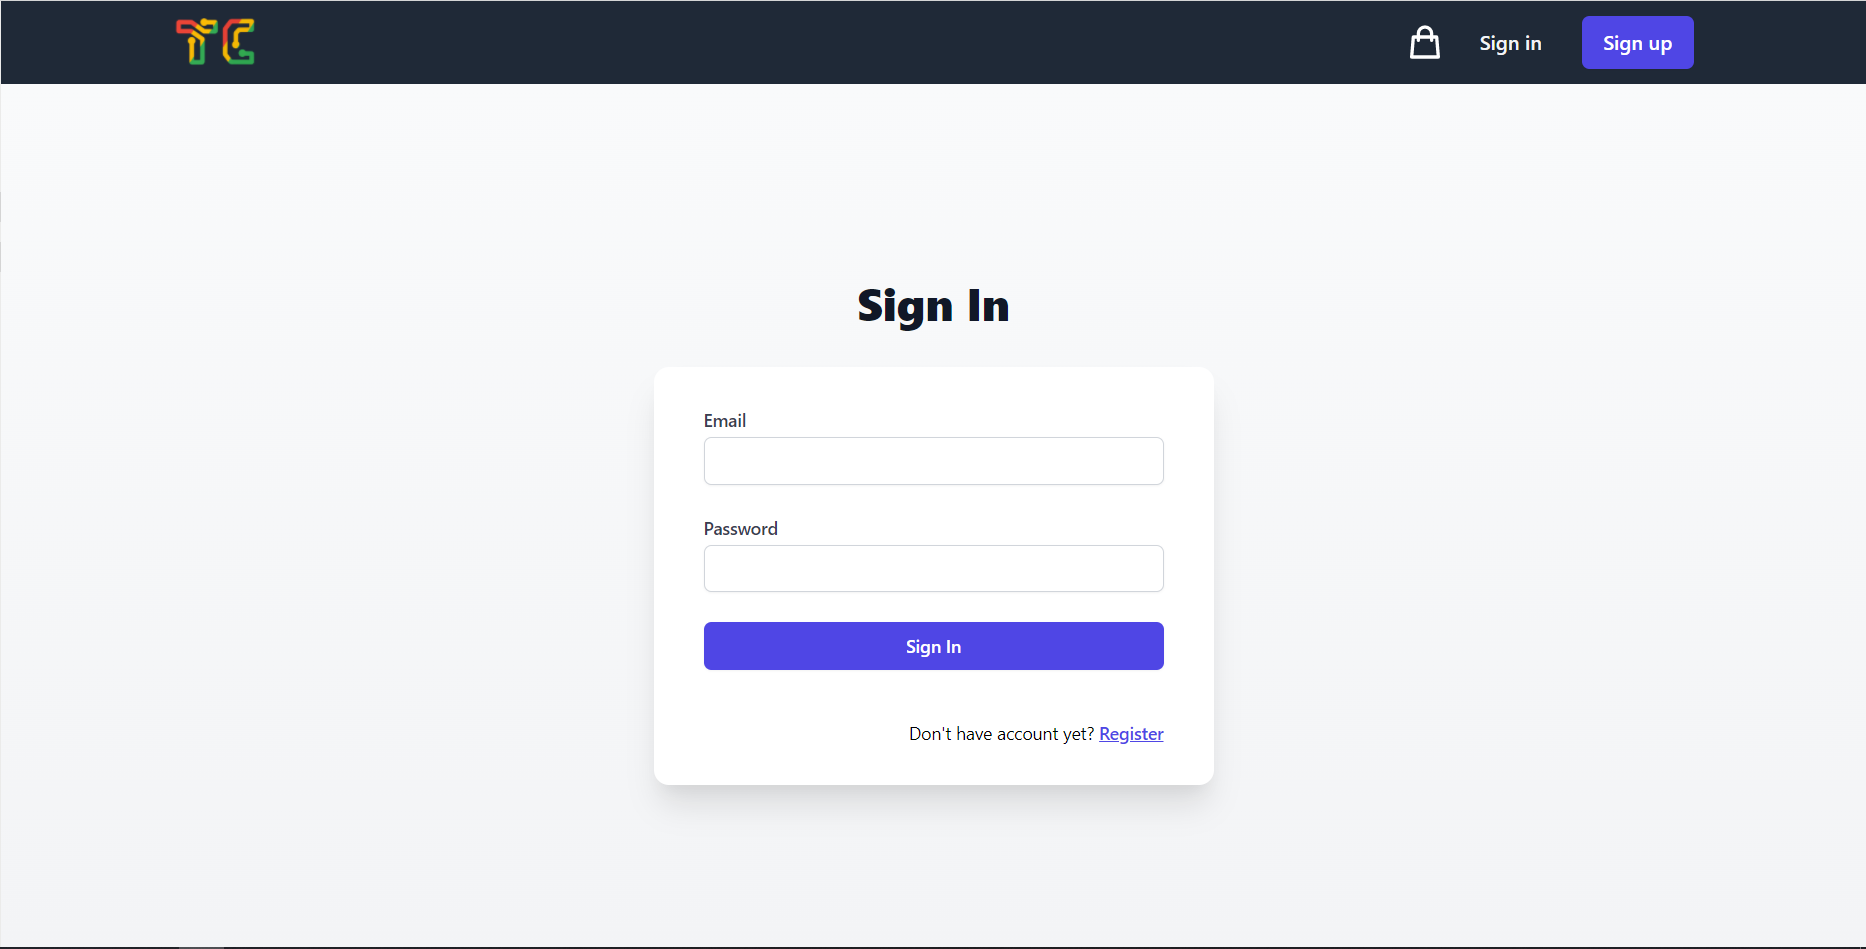 TC
Sign in
Sign up
Sign In
Email
Password
Sign In
Don't have account yet? Register